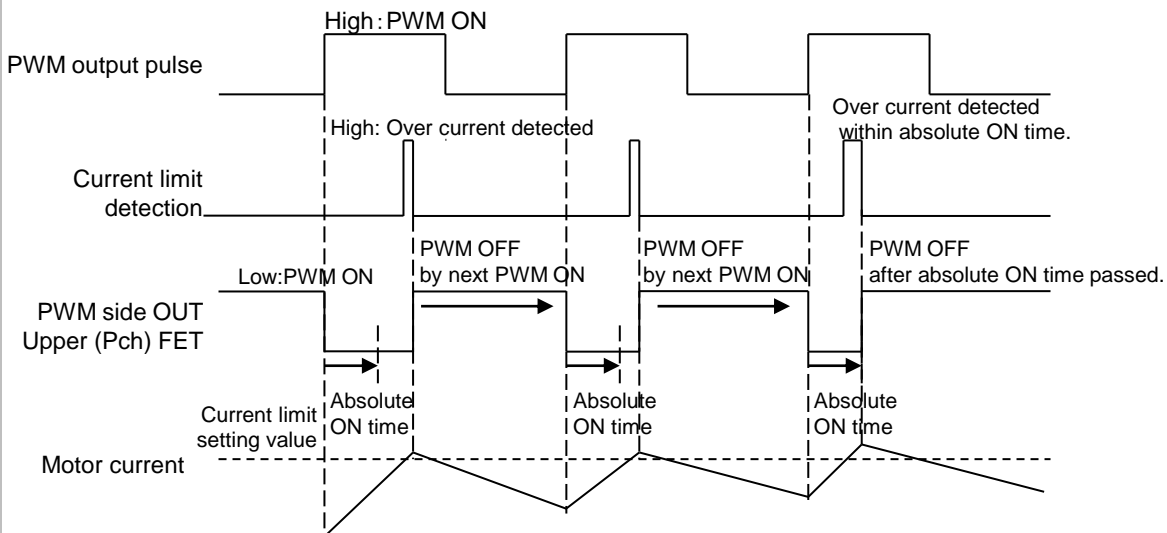 High：PWM ON
PWM output pulse
Over current detected
within absolute ON time.
High: Over current detected
Current limit
detection
PWM OFF
by next PWM ON
PWM OFF
by next PWM ON
PWM OFF
after absolute ON time passed.
Low:PWM ON
PWM side OUT
Upper (Pch) FET
Absolute
ON time
Absolute
ON time
Absolute
ON time
Current limit
setting value
Motor current